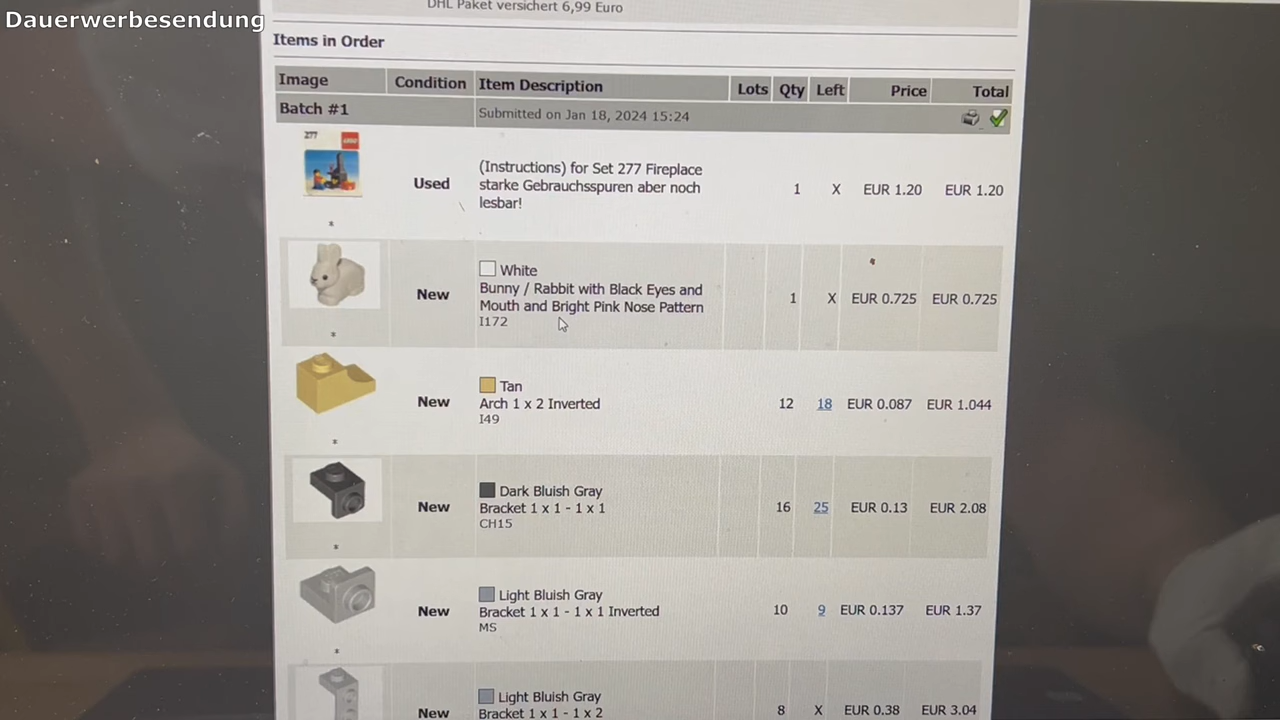 Dauerwerbesendung
DHL Paket versichert 6,99 Euro
Items in Order
Image Condition Item Description Lots Qty Left Price Total
Batch #1 Submitted on Jan 18, 2024 15:24
277 LEGO
(Instructions) for Set 277 Fireplace
starke Gebrauchsspuren aber noch
lesbar!
Used 1 X EUR 1.20 EUR 1.20
*
White
Bunny / Rabbit with Black Eyes and
Mouth and Bright Pink Nose Pattern
I172
New 1 X EUR 0.725 EUR 0.725
*
Tan
Arch 1 x 2 Inverted
I49
New 12 18 EUR 0.087 EUR 1.044
*
Dark Bluish Gray
Bracket 1 x 1 - 1 x 1
CH15
New 16 25 EUR 0.13 EUR 2.08
*
Light Bluish Gray
Bracket 1 x 1 - 1 x 1 Inverted
MS
New 10 9 EUR 0.137 EUR 1.37
*
Light Bluish Gray
Bracket 1 x 1 - 1 x 2
New 8 X EUR 0.38 EUR 3.04